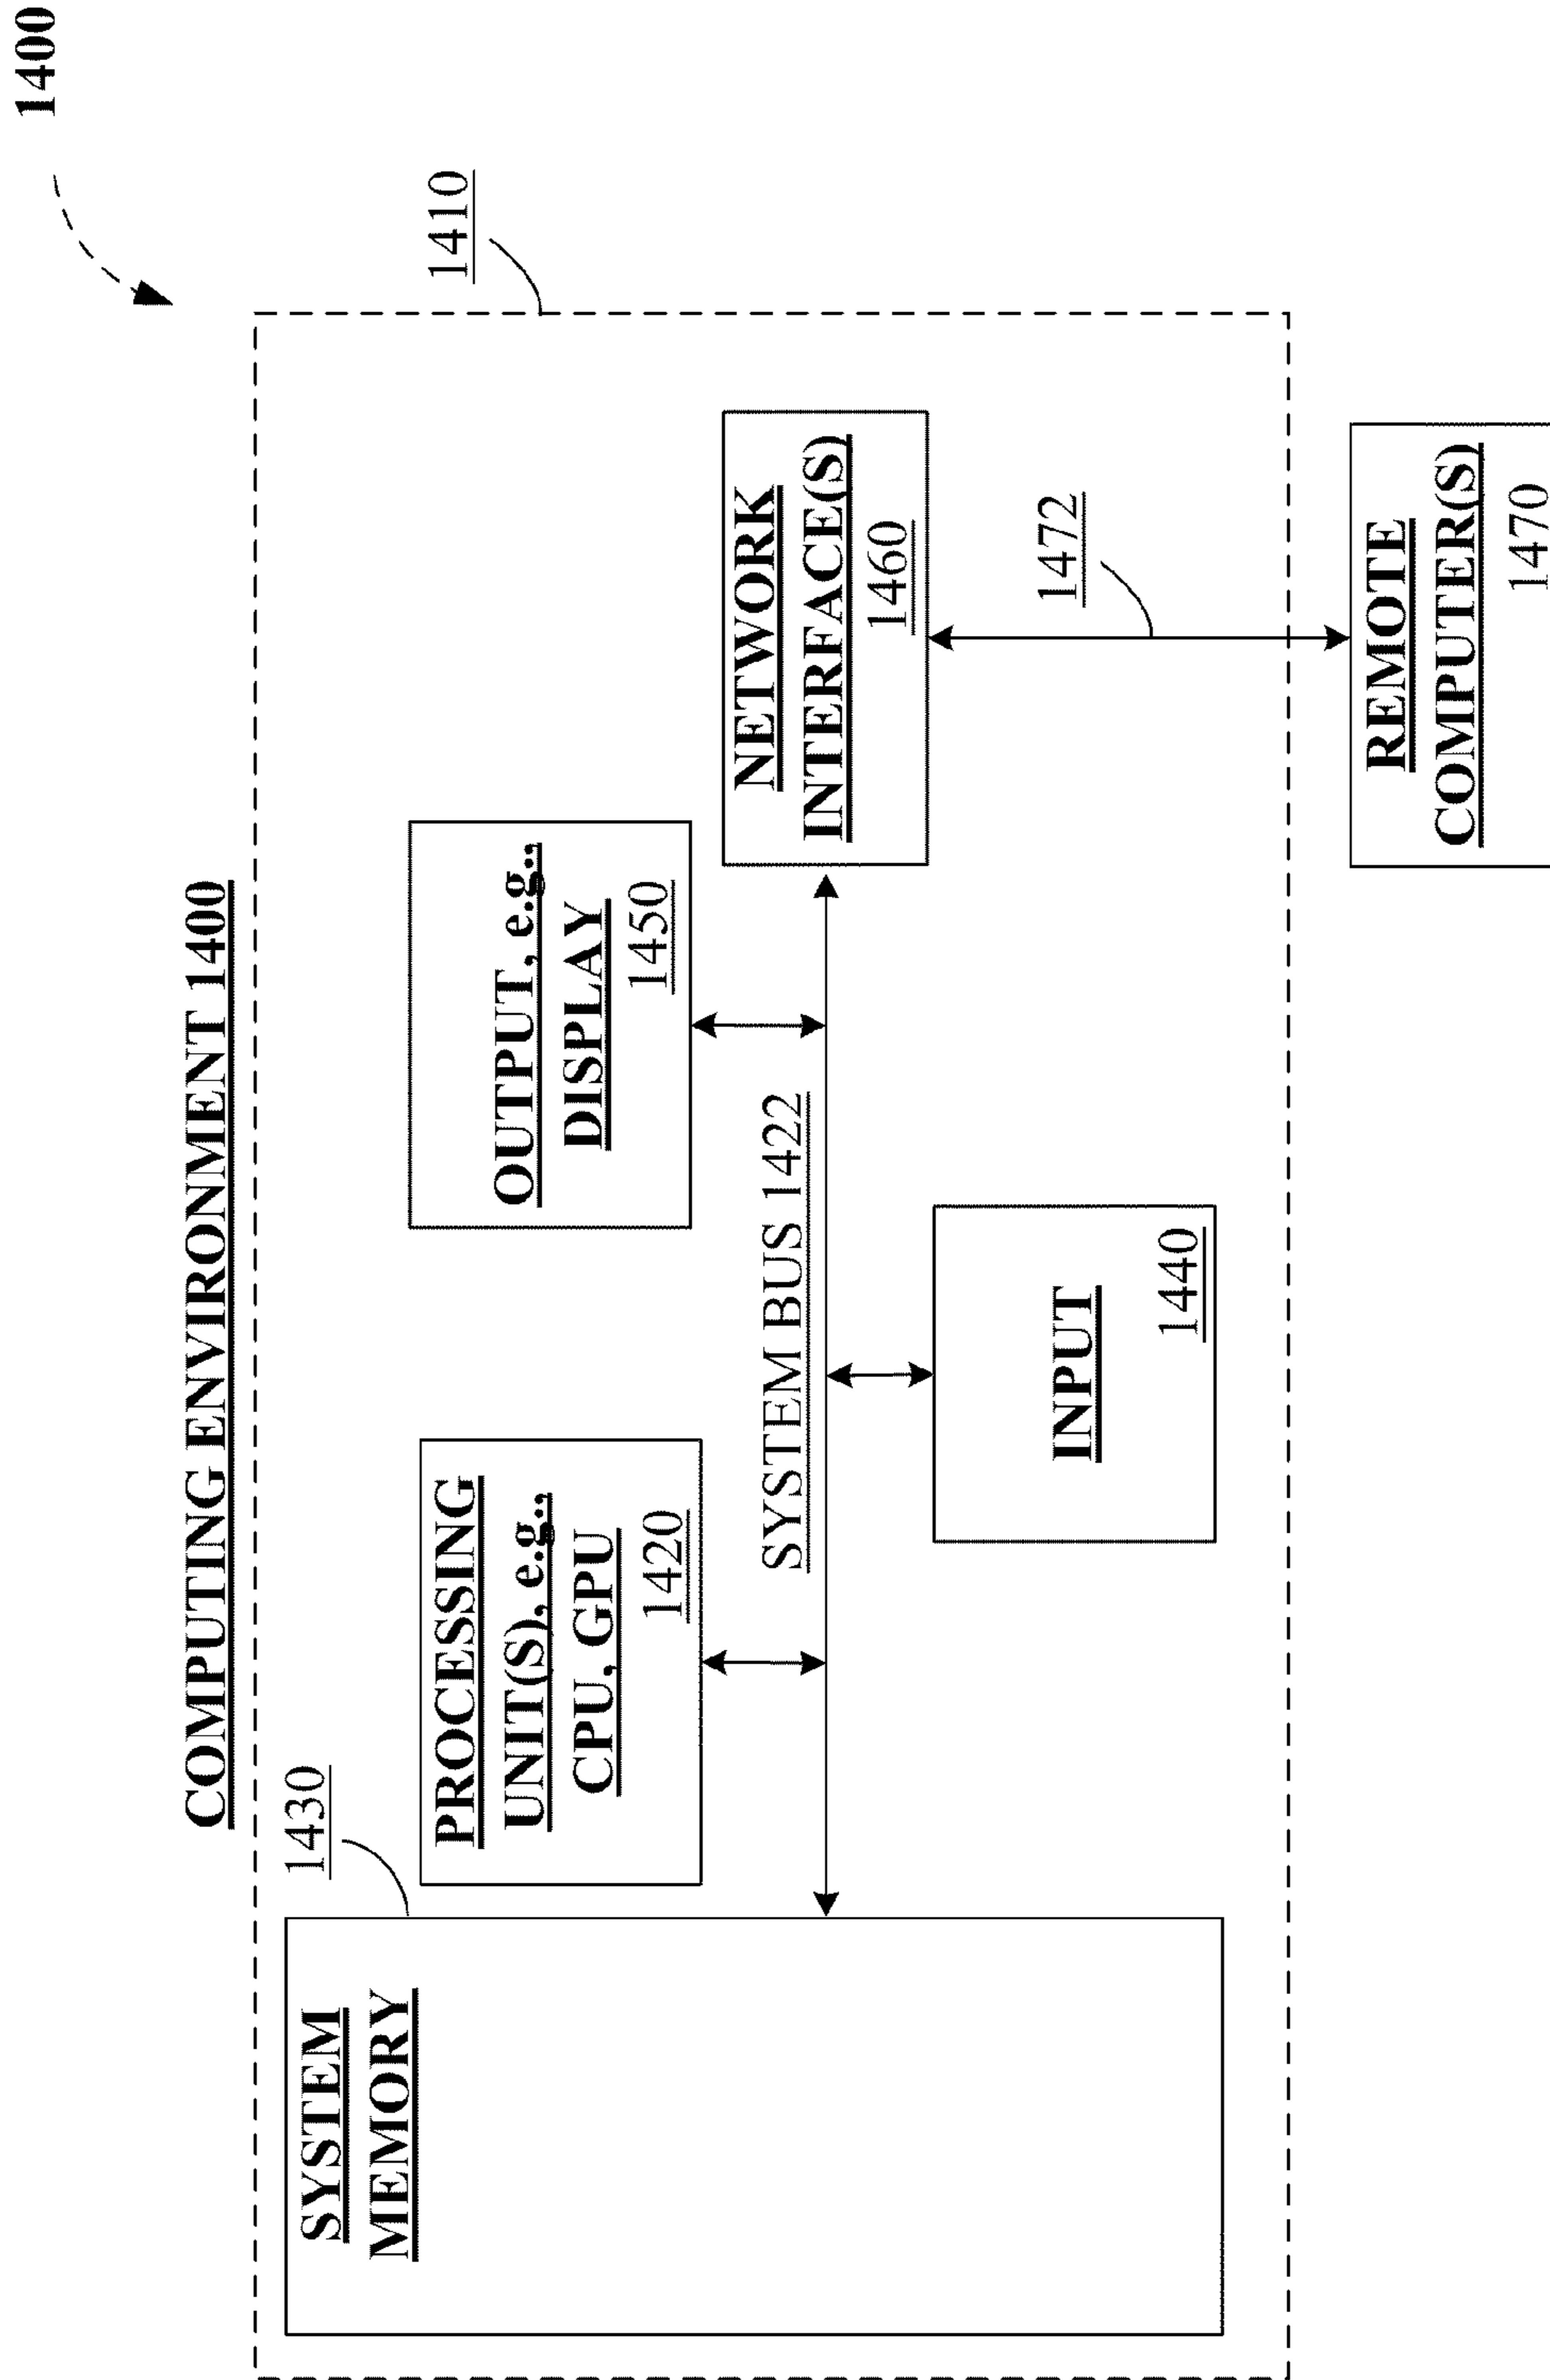 1400
COMPUTING ENVIRONMENT 1400
1410
1430
SYSTEM
MEMORY
PROCESSING
UNIT(S), e.g.,
CPU, GPU
1420
OUTPUT, e.g.,
DISPLAY
1450
SYSTEM BUS 1422
NETWORK
INTERFACE(S)
1460
INPUT
1440
1472
REMOTE
COMPUTER(S)
1470